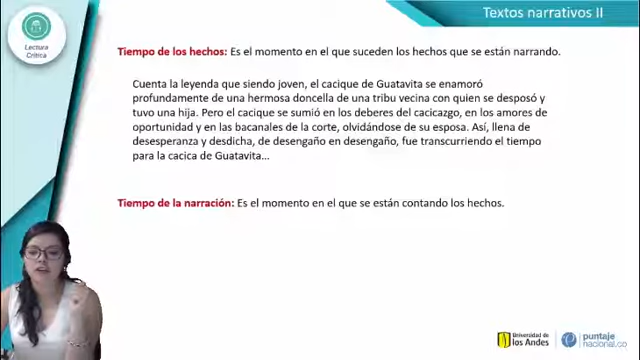 Textos narrativos II
Lectura
Crítica
Tiempo de los hechos: Es el momento en el que suceden los hechos que se están narrando.
Cuenta la leyenda que siendo joven, el cacique de Guatavita se enamoró
profundamente de una hermosa doncella de una tribu vecina con quien se desposó y
tuvo una hija. Pero el cacique se sumió en los deberes del cacicazgo, en los amores de
oportunidad y en las bacanales de la corte, olvidándose de su esposa. Así, llena de
desesperanza y desdicha, de desengaño en desengaño, fue transcurriendo el tiempo
para la cacica de Guatavita...
Tiempo de la narración: Es el momento en el que se están contando los hechos.
Universidad de
los Andes
puntaje
nacional.co